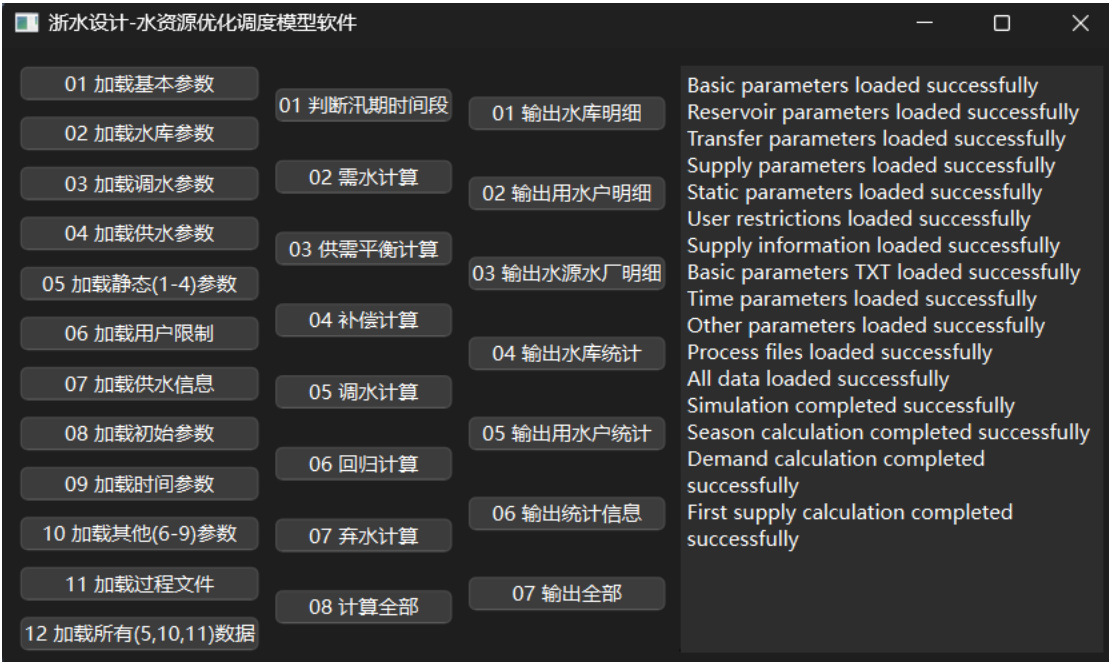 浙水设计-水资源优化调度模型软件
01 加载基本参数
02 加载水库参数
03 加载调水参数
04 加载供水参数
05 加载静态(1-4)参数
06 加载用户限制
07 加载供水信息
08 加载初始参数
09 加载时间参数
10 加载其他(6-9)参数
11 加载过程文件
12 加载所有(5,10,11)数据
01 判断汛期时间段
02 需水计算
03 供需平衡计算
04 补偿计算
05 调水计算
06 回归计算
07 弃水计算
08 计算全部
01 输出水库明细
02 输出用水户明细
03 输出水源水厂明细
04 输出水库统计
05 输出用水户统计
06 输出统计信息
07 输出全部
Basic parameters loaded successfully
Reservoir parameters loaded successfully
Transfer parameters loaded successfully
Supply parameters loaded successfully
Static parameters loaded successfully
User restrictions loaded successfully
Supply information loaded successfully
Basic parameters TXT loaded successfully
Time parameters loaded successfully
Other parameters loaded successfully
Process files loaded successfully
All data loaded successfully
Simulation completed successfully
Season calculation completed successfully
Demand calculation completed
successfully
First supply calculation completed
successfully